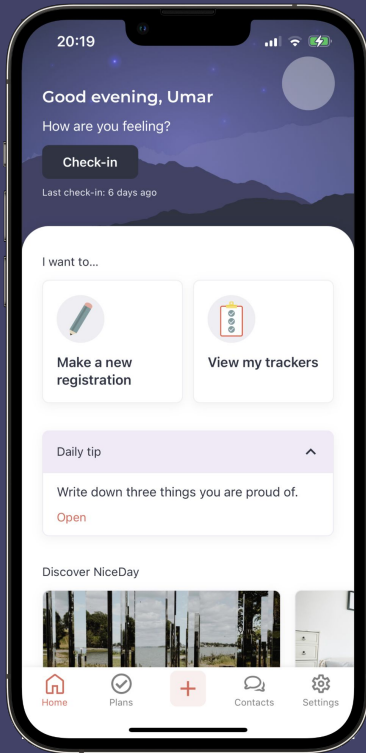 20:19
Good evening, Umar
How are you feeling?
Check-in
Last check-in: 6 days ago
I want to...
Make a new
registration
View my trackers
Daily tip
Write down three things you are proud of.
Open
Discover NiceDay
Home
Plans
Contacts
Settings